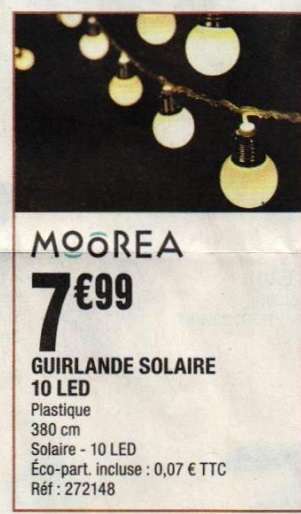 MOOREA
7€99
GUIRLANDE SOLAIRE
10 LED
Plastique
380 cm
Solaire - 10 LED
Éco-part. incluse : 0,07 € TTC
Réf : 272148